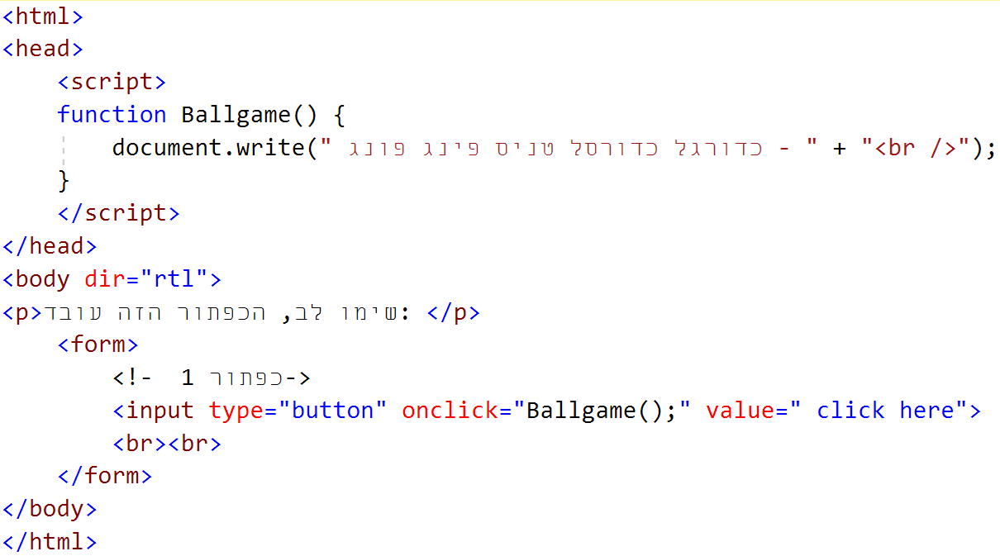 <html>
<head>
    <script>
    function Ballgame() {
        document.write(" כדורגל כדורסל טניס פינג פונג - " + "<br />");
    }
    </script>
</head>
<body dir="rtl">
<p>שימו לב, הכפתור הזה עובד: </p>
    <form>
        <!-  כפתור 1->
        <input type="button" onclick="Ballgame();" value=" click here">
        <br><br>
    </form>
</body>
</html>